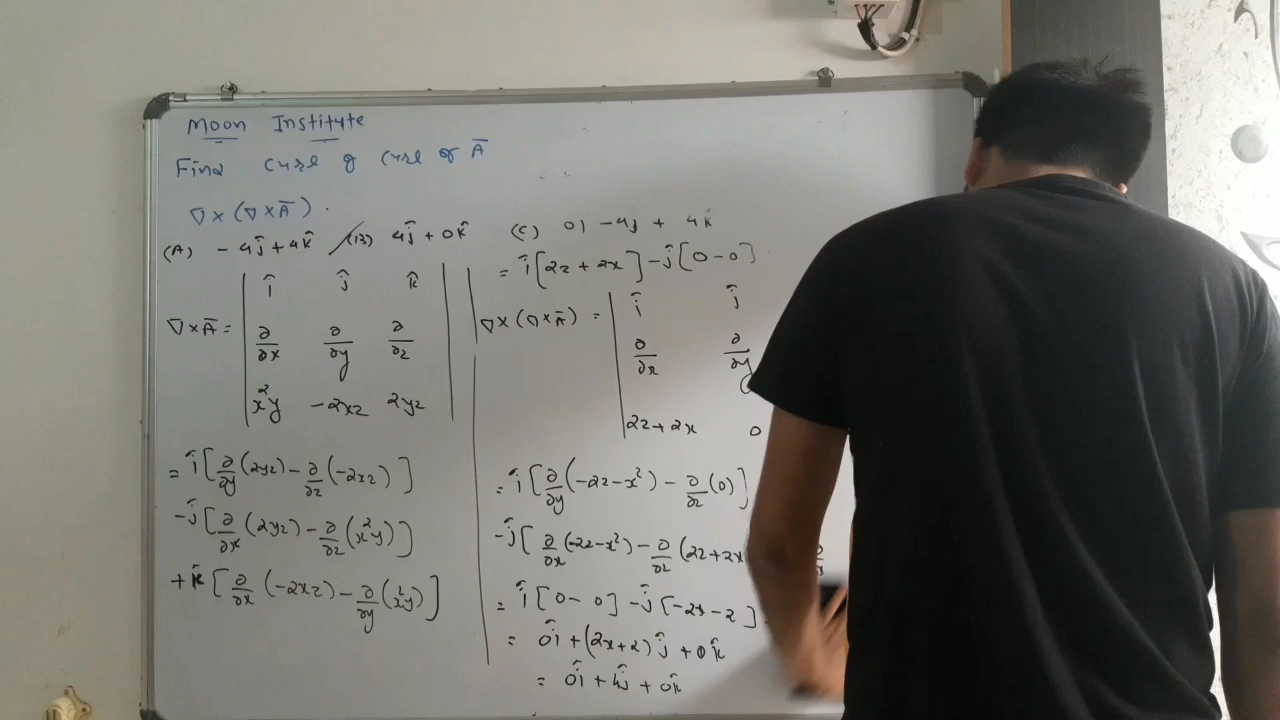 Moon Institute
Find curl of curl of A̅
∇×(∇×A̅).
(A) -4ĵ+4k̂ (B) 4ĵ+0k̂ (C) 0î -4ĵ + 4k̂
∇×A̅ = | î ĵ k̂ |
∂/∂x ∂/∂y ∂/∂z
x²y -2xz 2yz
= î[∂/∂y(2yz) - ∂/∂z(-2xz)]
-ĵ[∂/∂x(2yz) - ∂/∂z(x²y)]
+k̂[∂/∂x(-2xz) - ∂/∂y(x²y)]
= î[2z+2x] - ĵ[0-0]
∇×(∇×A̅) = | î ĵ
∂/∂x ∂/∂y
2z+2x 0
= î[∂/∂y(-2z-x²) - ∂/∂z(0)]
-ĵ[∂/∂x(-2z-x²) - ∂/∂z(2z+2x
= î[0-0] - ĵ[-2x-2]
= 0î + (2x+2)ĵ + 0k̂
= 0î + 4ĵ + 0k̂